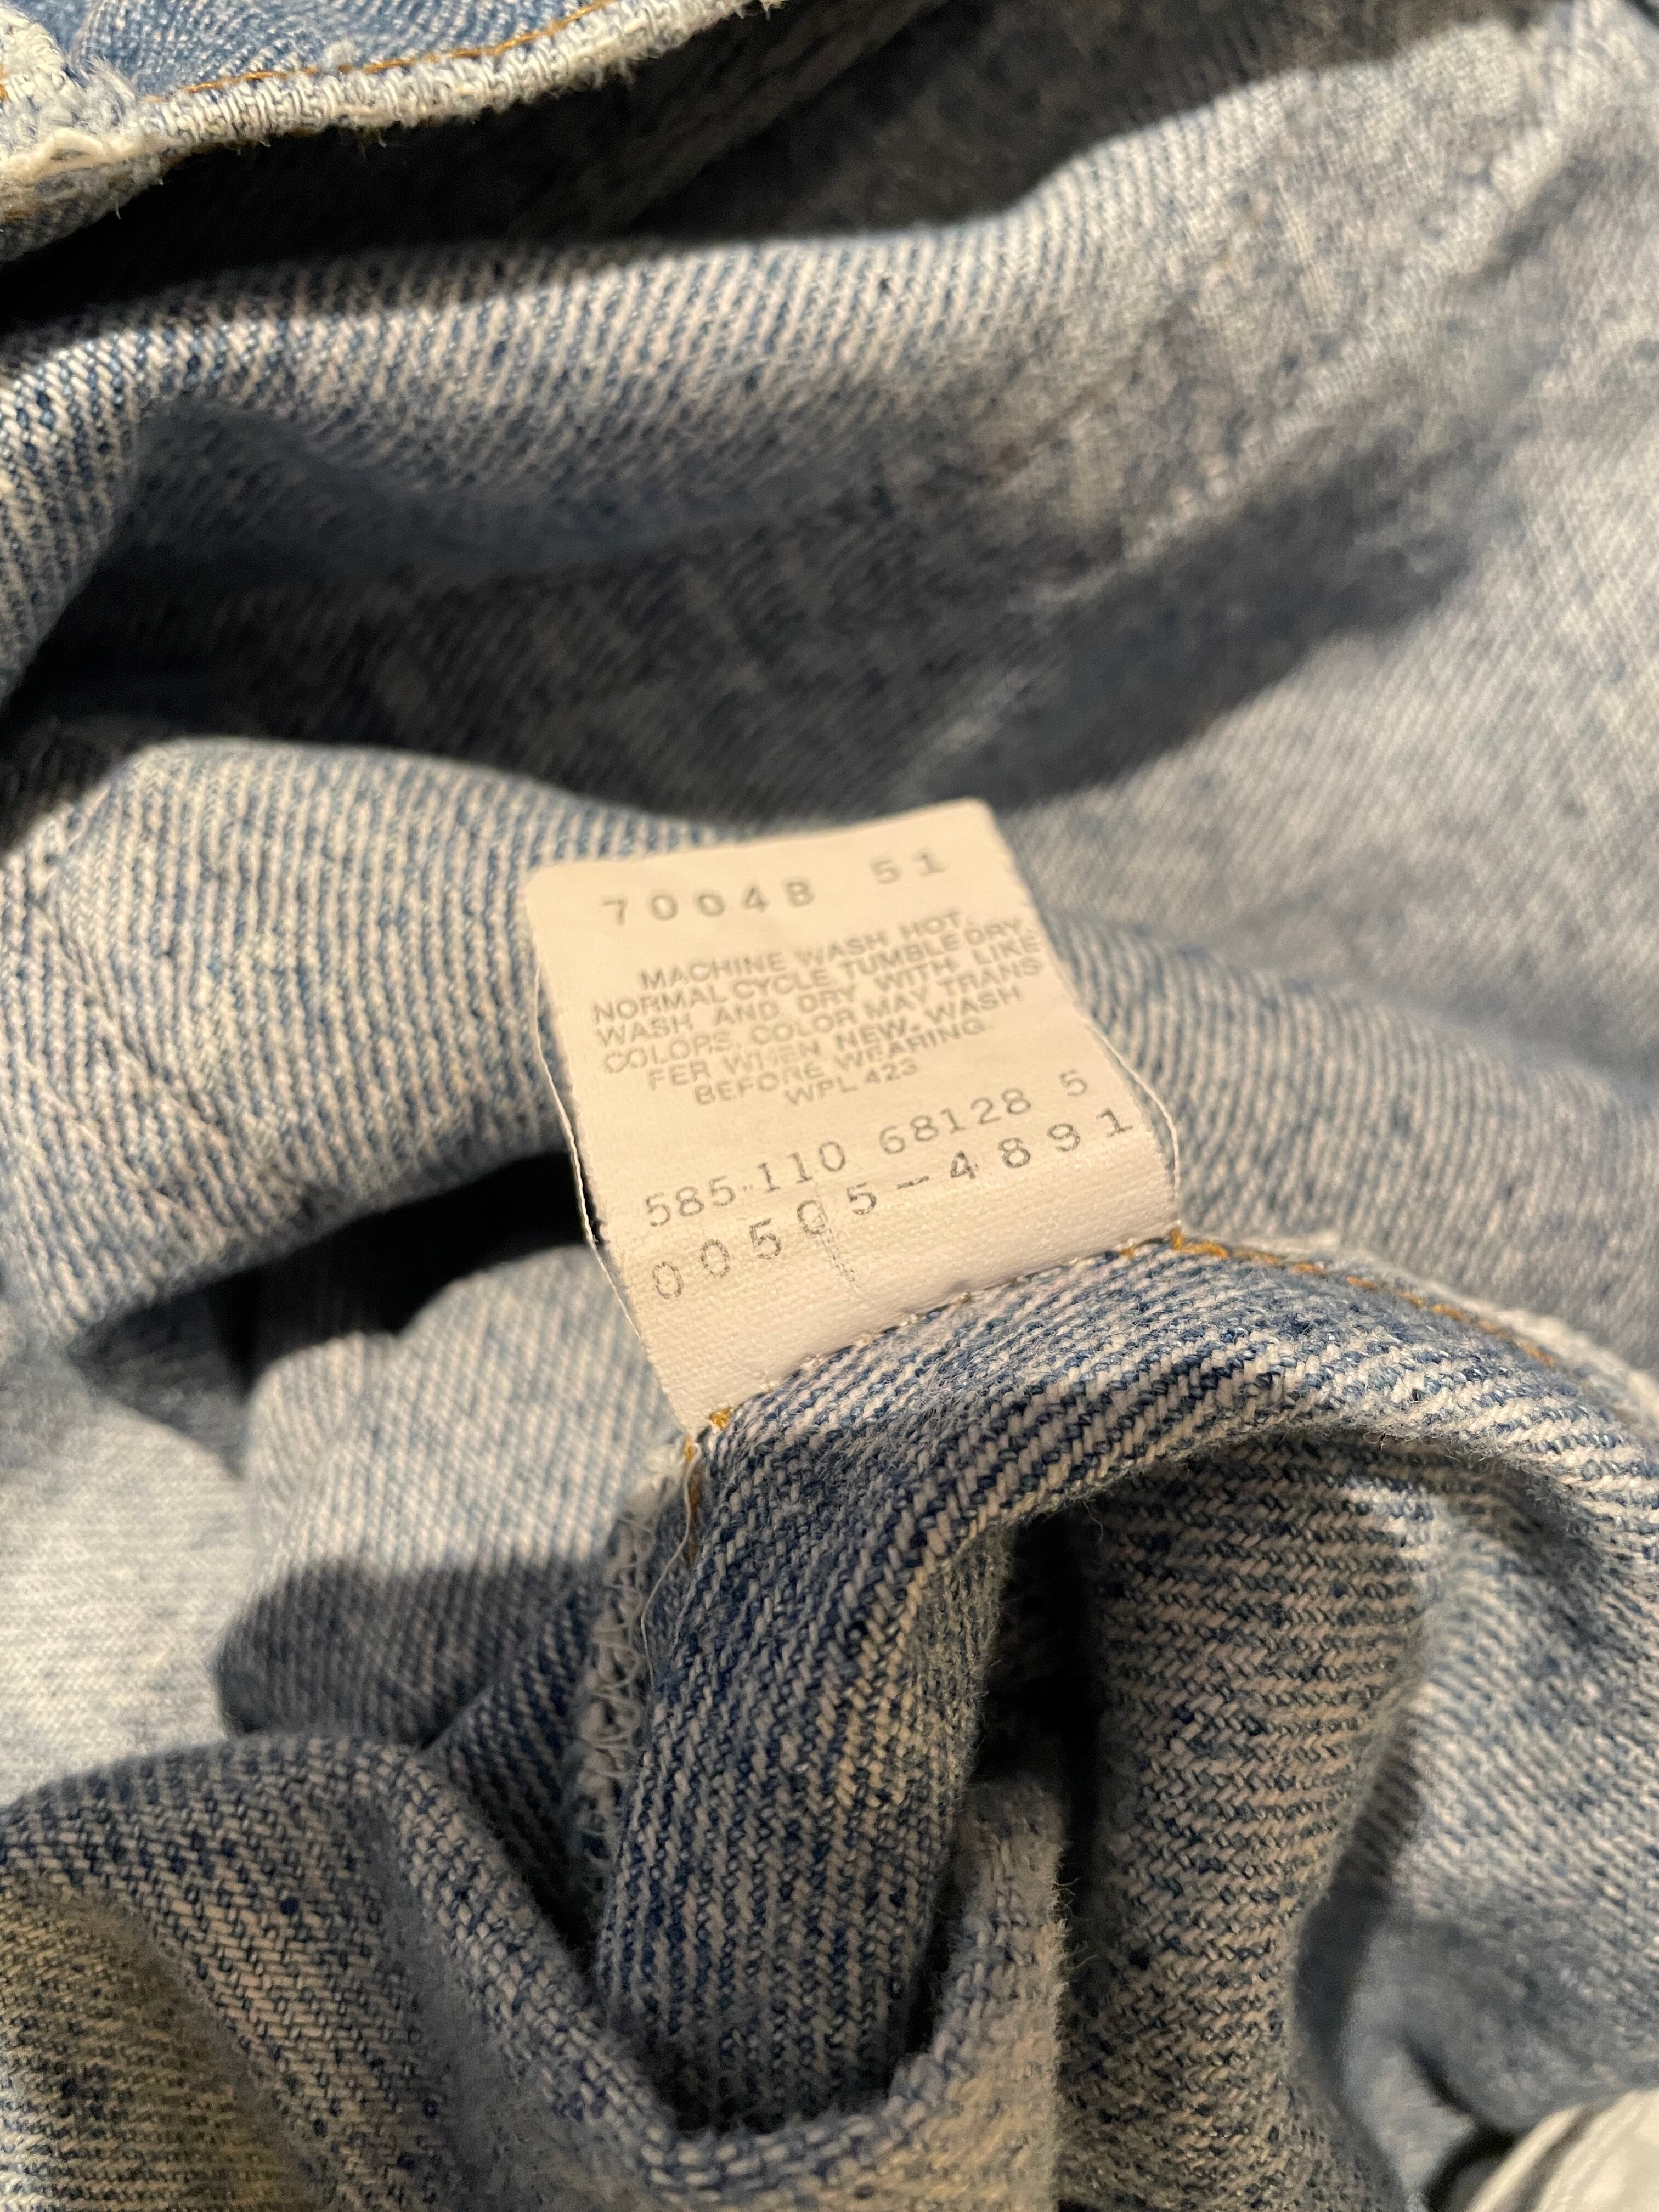 7004B 51
MACHINE WASH HOT,
NORMAL CYCLE TUMBLE DRY.
WASH AND DRY WITH LIKE
COLORS. COLOR MAY TRANS
FER WHEN NEW. WASH
BEFORE WEARING
WPL 423
585-110 68128 5
00505-4891